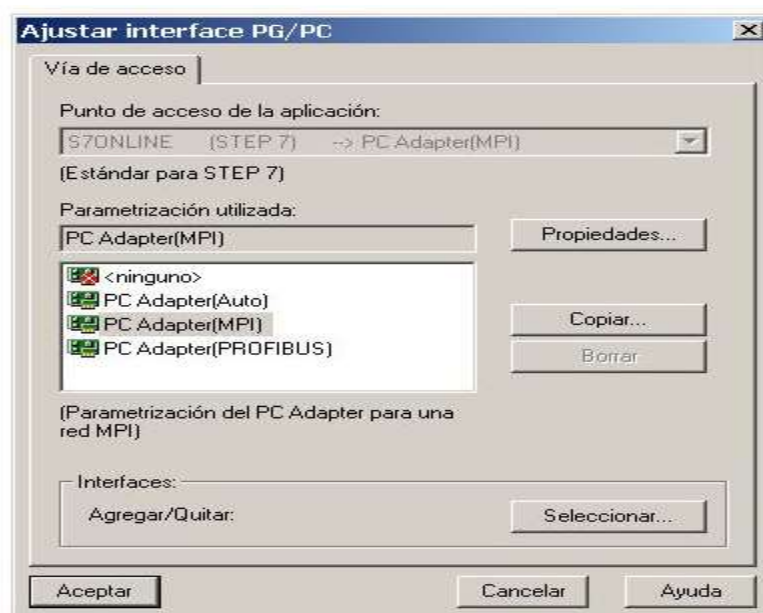 Ajustar interface PG/PC
Vía de acceso
Punto de acceso de la aplicación:
S7ONLINE (STEP 7) --> PC Adapter(MPI)
(Estándar para STEP 7)
Parametrización utilizada:
PC Adapter(MPI)
Propiedades...
<ninguno>
PC Adapter(Auto)
PC Adapter(MPI)
PC Adapter(PROFIBUS)
Copiar...
Borrar
(Parametrización del PC Adapter para una
red MPI)
Interfaces:
Agregar/Quitar:
Seleccionar...
Aceptar
Cancelar
Ayuda